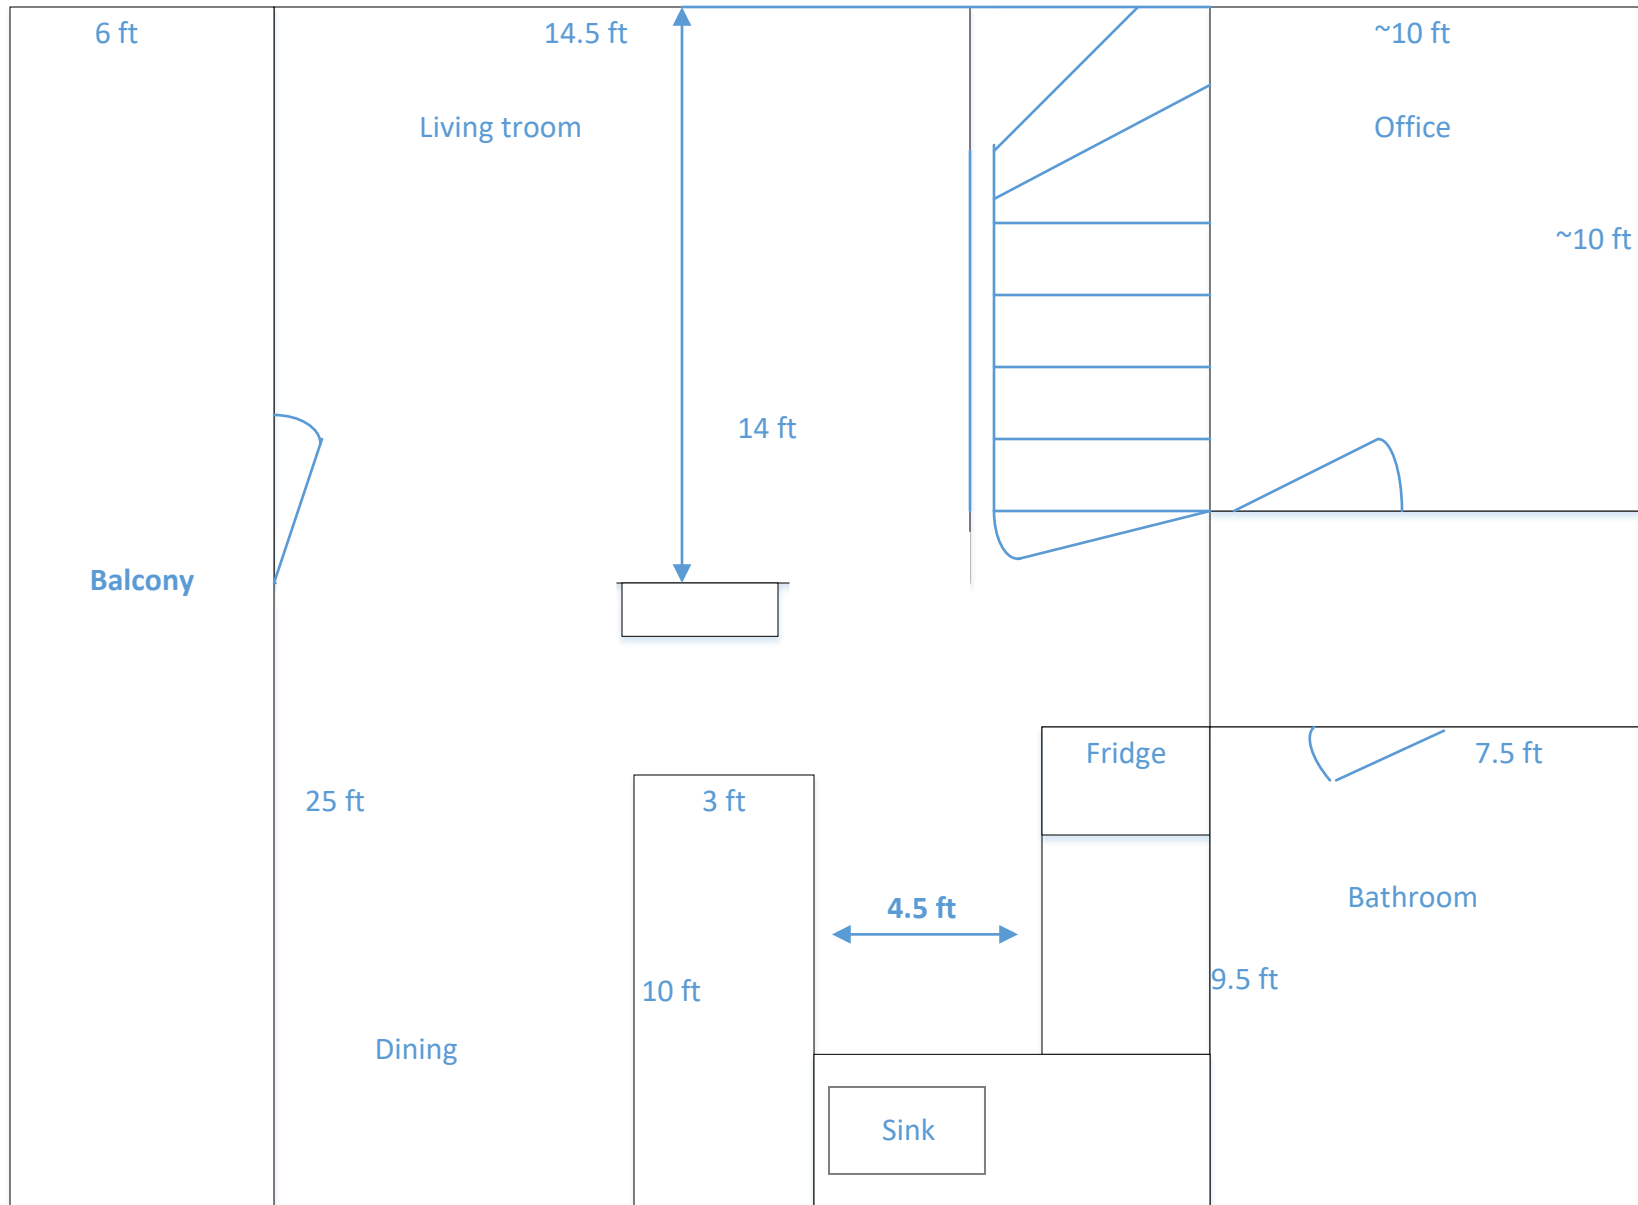 6 ft
14.5 ft
~10 ft
Living troom
Office
~10 ft
14 ft
Balcony
Fridge
7.5 ft
25 ft
3 ft
Bathroom
4.5 ft
10 ft
9.5 ft
Dining
Sink